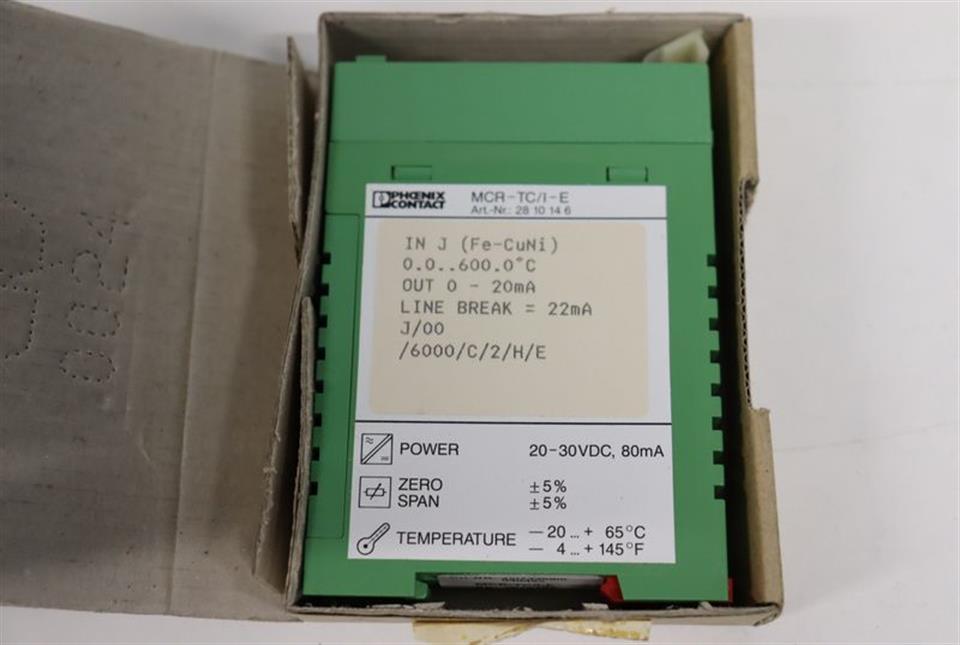 PHŒNIX
CONTACT
MCR-TC/I-E
Art.-Nr.: 28 10 14 6
IN J (Fe-CuNi)
0.0..600.0°C
OUT 0 - 20mA
LINE BREAK = 22mA
J/00
/6000/C/2/H/E
POWER 20-30VDC, 80mA
ZERO ±5%
SPAN ±5%
TEMPERATURE —20 ... + 65°C
— 4 ... +145°F
0024